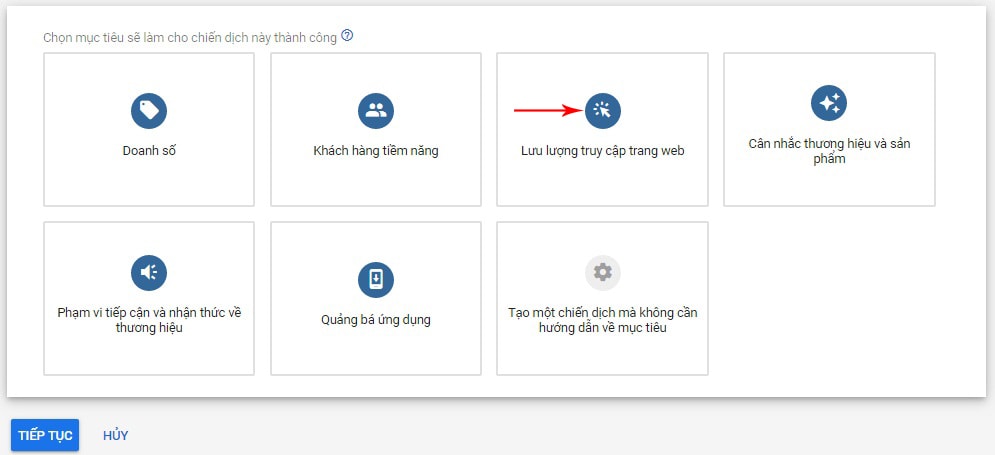 Chọn mục tiêu sẽ làm cho chiến dịch này thành công ?
Doanh số
Khách hàng tiềm năng
Lưu lượng truy cập trang web
Cân nhắc thương hiệu và sản
phẩm
Phạm vi tiếp cận và nhận thức về
thương hiệu
Quảng bá ứng dụng
Tạo một chiến dịch mà không cần
hướng dẫn về mục tiêu
TIẾP TỤC
HỦY